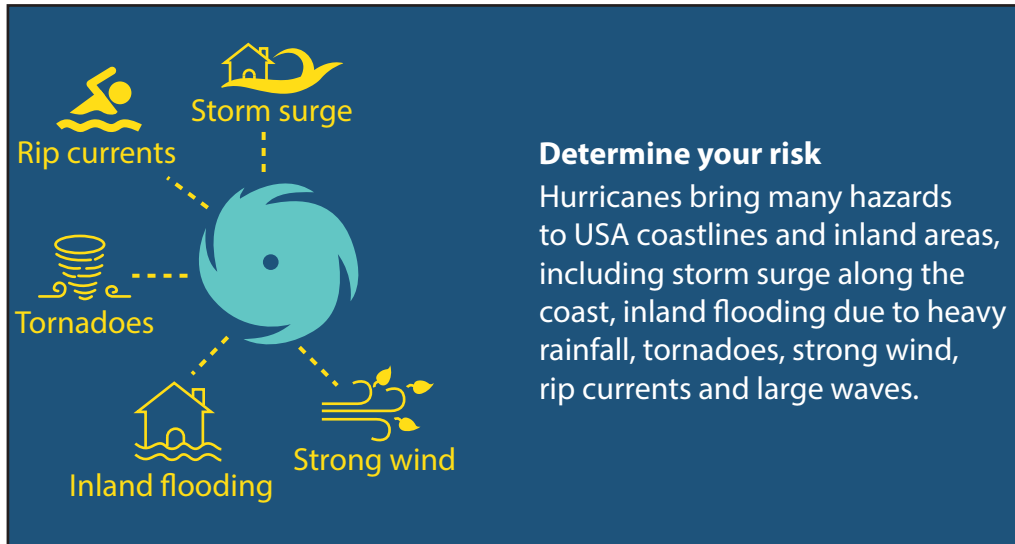 Storm surge
Rip currents
Tornadoes
Inland flooding
Strong wind
Determine your risk
Hurricanes bring many hazards
to USA coastlines and inland areas,
including storm surge along the
coast, inland flooding due to heavy
rainfall, tornadoes, strong wind,
rip currents and large waves.